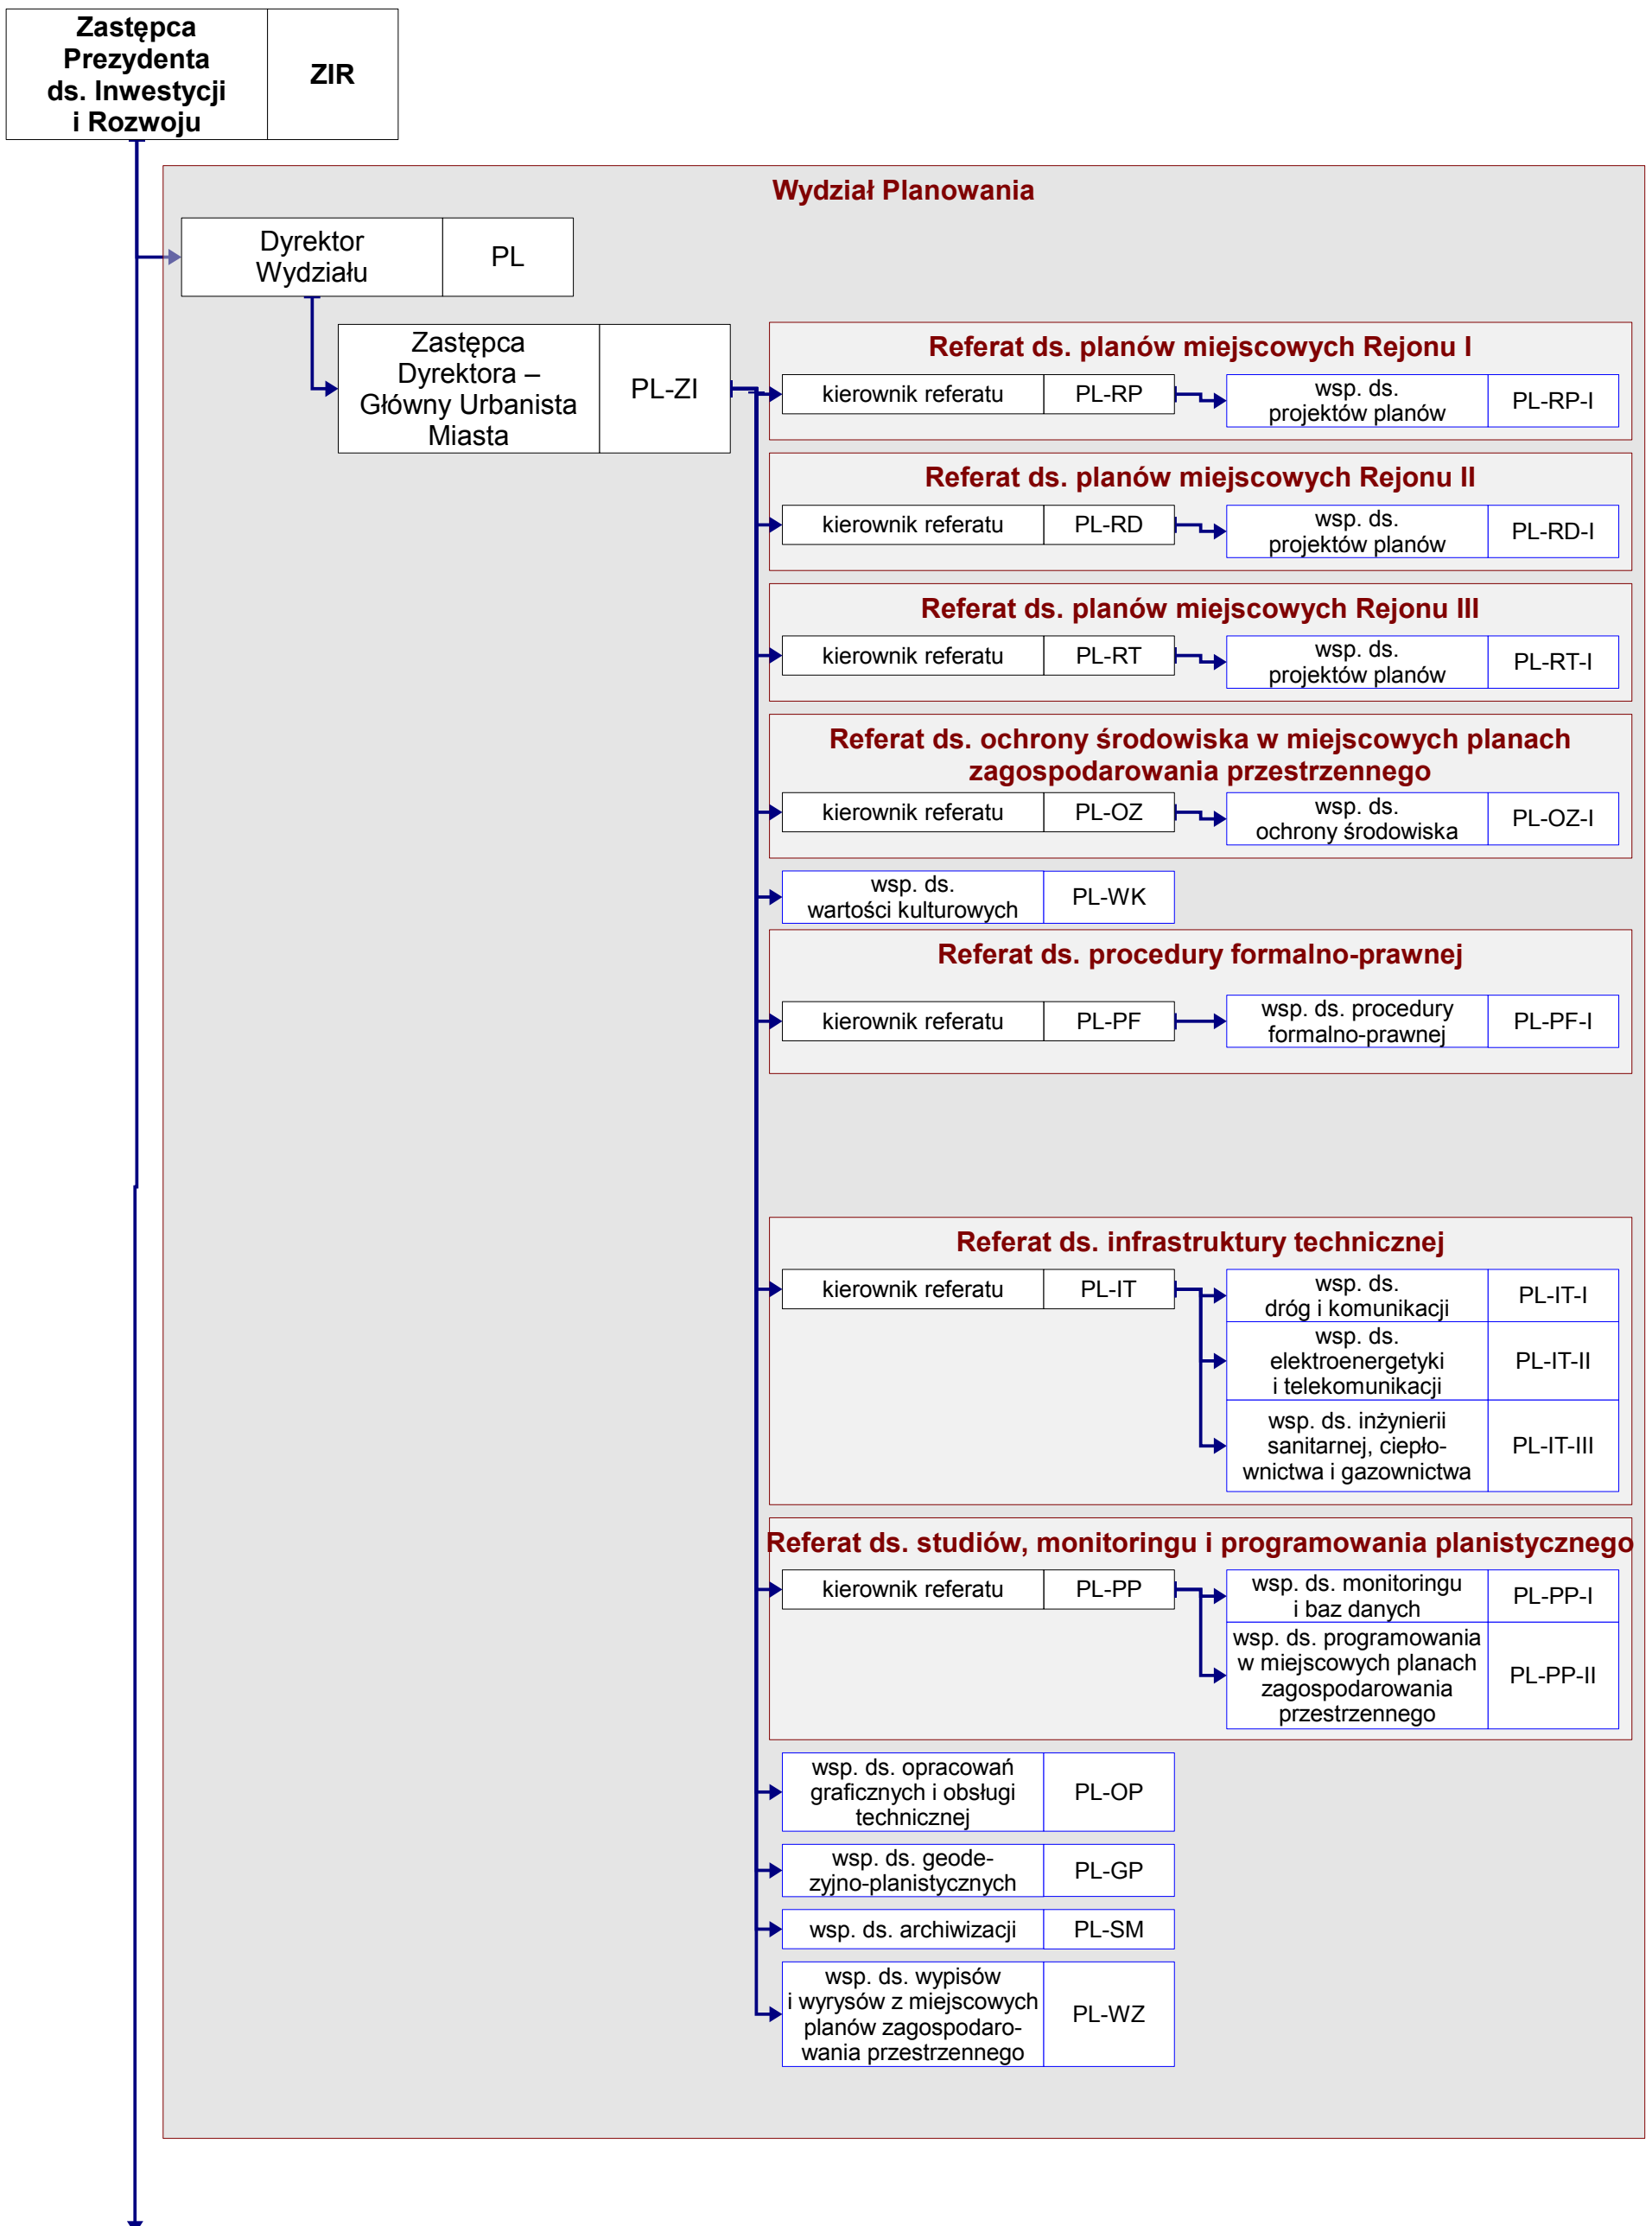 Zastępca
Prezydenta
ds. Inwestycji
i Rozwoju
ZIR
Wydział Planowania
Dyrektor
Wydziału
PL
Zastępca
Dyrektora –
Główny Urbanista
Miasta
PL-ZI
Referat ds. planów miejscowych Rejonu I
kierownik referatu
PL-RP
wsp. ds.
projektów planów
PL-RP-I
Referat ds. planów miejscowych Rejonu II
kierownik referatu
PL-RD
wsp. ds.
projektów planów
PL-RD-I
Referat ds. planów miejscowych Rejonu III
kierownik referatu
PL-RT
wsp. ds.
projektów planów
PL-RT-I
Referat ds. ochrony środowiska w miejscowych planach
zagospodarowania przestrzennego
kierownik referatu
PL-OZ
wsp. ds.
ochrony środowiska
PL-OZ-I
wsp. ds.
wartości kulturowych
PL-WK
Referat ds. procedury formalno-prawnej
kierownik referatu
PL-PF
wsp. ds. procedury
formalno-prawnej
PL-PF-I
Referat ds. infrastruktury technicznej
kierownik referatu
PL-IT
wsp. ds.
dróg i komunikacji
PL-IT-I
wsp. ds.
elektroenergetyki
i telekomunikacji
PL-IT-II
wsp. ds. inżynierii
sanitarnej, ciepło-
wnictwa i gazownictwa
PL-IT-III
Referat ds. studiów, monitoringu i programowania planistycznego
kierownik referatu
PL-PP
wsp. ds. monitoringu
i baz danych
PL-PP-I
wsp. ds. programowania
w miejscowych planach
zagospodarowania
przestrzennego
PL-PP-II
wsp. ds. opracowań
graficznych i obsługi
technicznej
PL-OP
wsp. ds. geode-
zyjno-planistycznych
PL-GP
wsp. ds. archiwizacji
PL-SM
wsp. ds. wypisów
i wyrysów z miejscowych
planów zagospodaro-
wania przestrzennego
PL-WZ